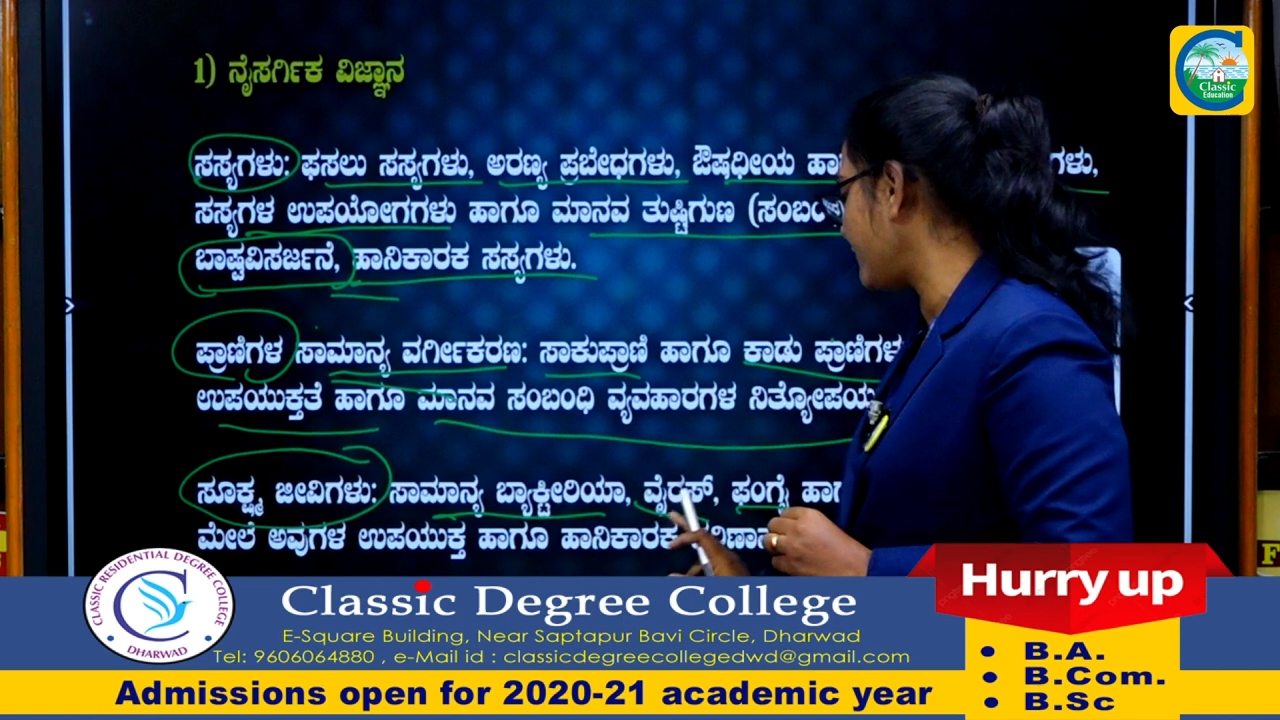 1) ನೈಸರ್ಗಿಕ ವಿಜ್ಞಾನ
ಸಸ್ಯಗಳು: ಫಸಲು ಸಸ್ಯಗಳು, ಅರಣ್ಯ ಪ್ರಬೇಧಗಳು, ಔಷಧೀಯ
ಸಸ್ಯಗಳ ಉಪಯೋಗಗಳು ಹಾಗೂ ಮಾನವ ತುಷ್ಟಿಗುಣ
ಬಾಷ್ಪವಿಸರ್ಜನೆ, ಹಾನಿಕಾರಕ ಸಸ್ಯಗಳು.
ಪ್ರಾಣಿಗಳ ಸಾಮಾನ್ಯ ವರ್ಗೀಕರಣ: ಸಾಕುಪ್ರಾಣಿ ಹಾಗೂ ಕಾಡು ಪ್ರಾಣಿಗಳ
ಉಪಯುಕ್ತತೆ ಹಾಗೂ ಮಾನವ ಸಂಬಂಧಿ ವ್ಯವಹಾರಗಳ
ಸೂಕ್ಷ್ಮ ಜೀವಿಗಳು: ಸಾಮಾನ್ಯ ಬ್ಯಾಕ್ಟೀರಿಯಾ, ವೈರಸ್, ಫಂಗೈ
ಮೇಲೆ ಅವುಗಳ ಉಪಯುಕ್ತ ಹಾಗೂ ಹಾನಿಕಾರಕ
Classic
Education
CLASSIC RESIDENTIAL DEGREE COLLEGE
DHARWAD
Classic Degree College
E-Square Building, Near Saptapur Bavi Circle, Dharwad
Tel: 9606064880 , e-Mail id : classicdegreecollegedwd@gmail.com
Admissions open for 2020-21 academic year
Hurry up
• B.A.
• B.Com.
• B.Sc